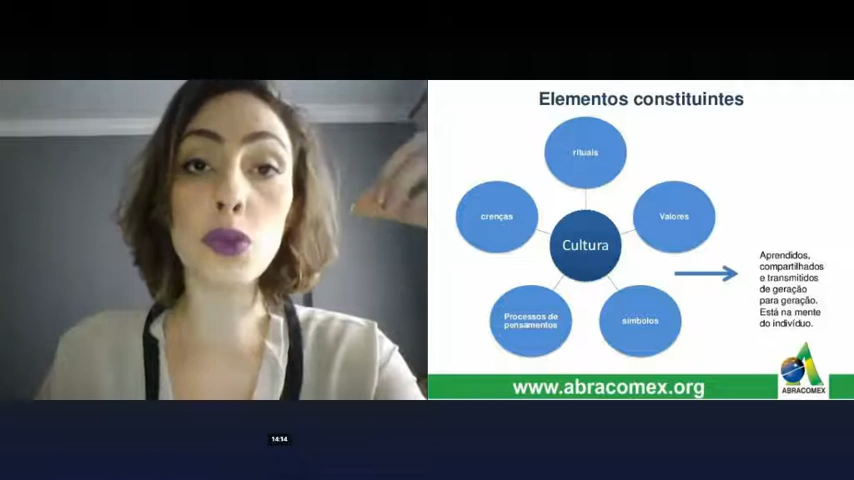 Elementos constituintes
rituais
crenças
Valores
Cultura
Aprendidos,
compartilhados
e transmitidos
de geração
para geração.
Está na mente
do indivíduo.
Processos de
pensamentos
símbolos
www.abracomex.org
ABRACOMEX
14:14